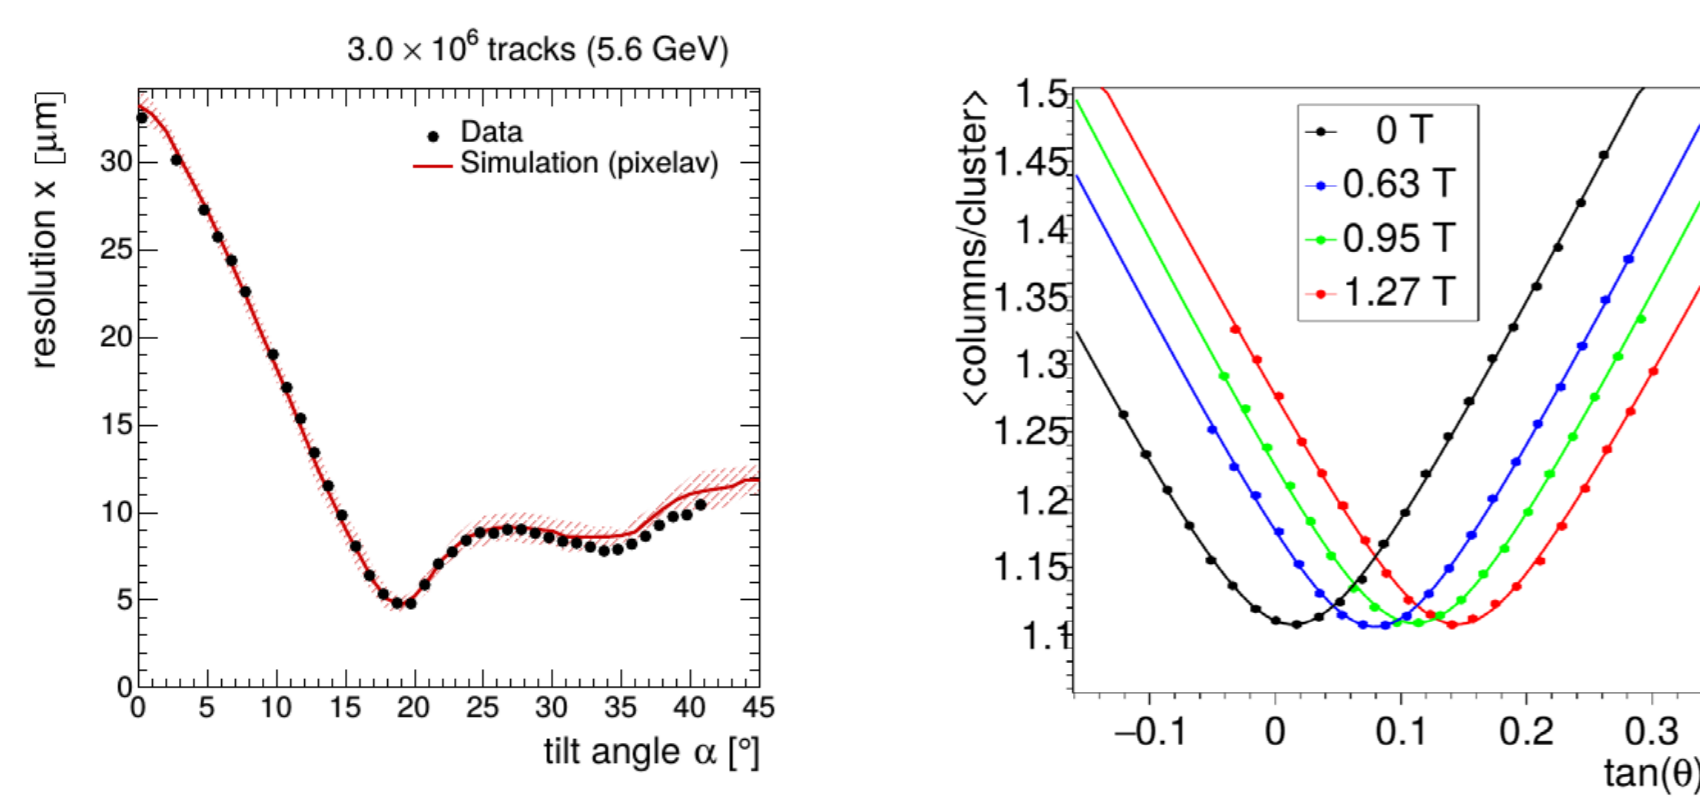 3.0 × 10⁶ tracks (5.6 GeV)
resolution x [μm]
Data
Simulation (pixelav)
30
25
20
15
10
5
0
0 5 10 15 20 25 30 35 40 45
tilt angle α [°]
<columns/cluster>
1.5
1.45
1.4
1.35
1.3
1.25
1.2
1.15
1.1
0 T
0.63 T
0.95 T
1.27 T
−0.1 0 0.1 0.2 0.3
tan(θ)